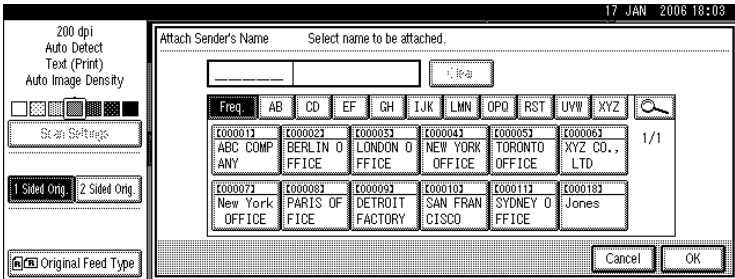 17 JAN 2006 18:03
200 dpi
Auto Detect
Text (Print)
Auto Image Density
Scan Settings
1 Sided Orig. 2 Sided Orig.
Original Feed Type
Attach Sender's Name Select name to be attached.
_ _ _ _ _
Clear
Freq. AB CD EF GH IJK LMN OPQ RST UVW XYZ
[00001] [00002] [00003] [00004] [00005] [00006]
ABC COMP BERLIN O LONDON O NEW YORK TORONTO XYZ CO.,
ANY FFICE FFICE OFFICE OFFICE LTD
1/1
[00007] [00008] [00009] [00010] [00011] [00018]
New York PARIS OF DETROIT SAN FRAN SYDNEY O Jones
OFFICE FICE FACTORY CISCO FFICE
Cancel OK